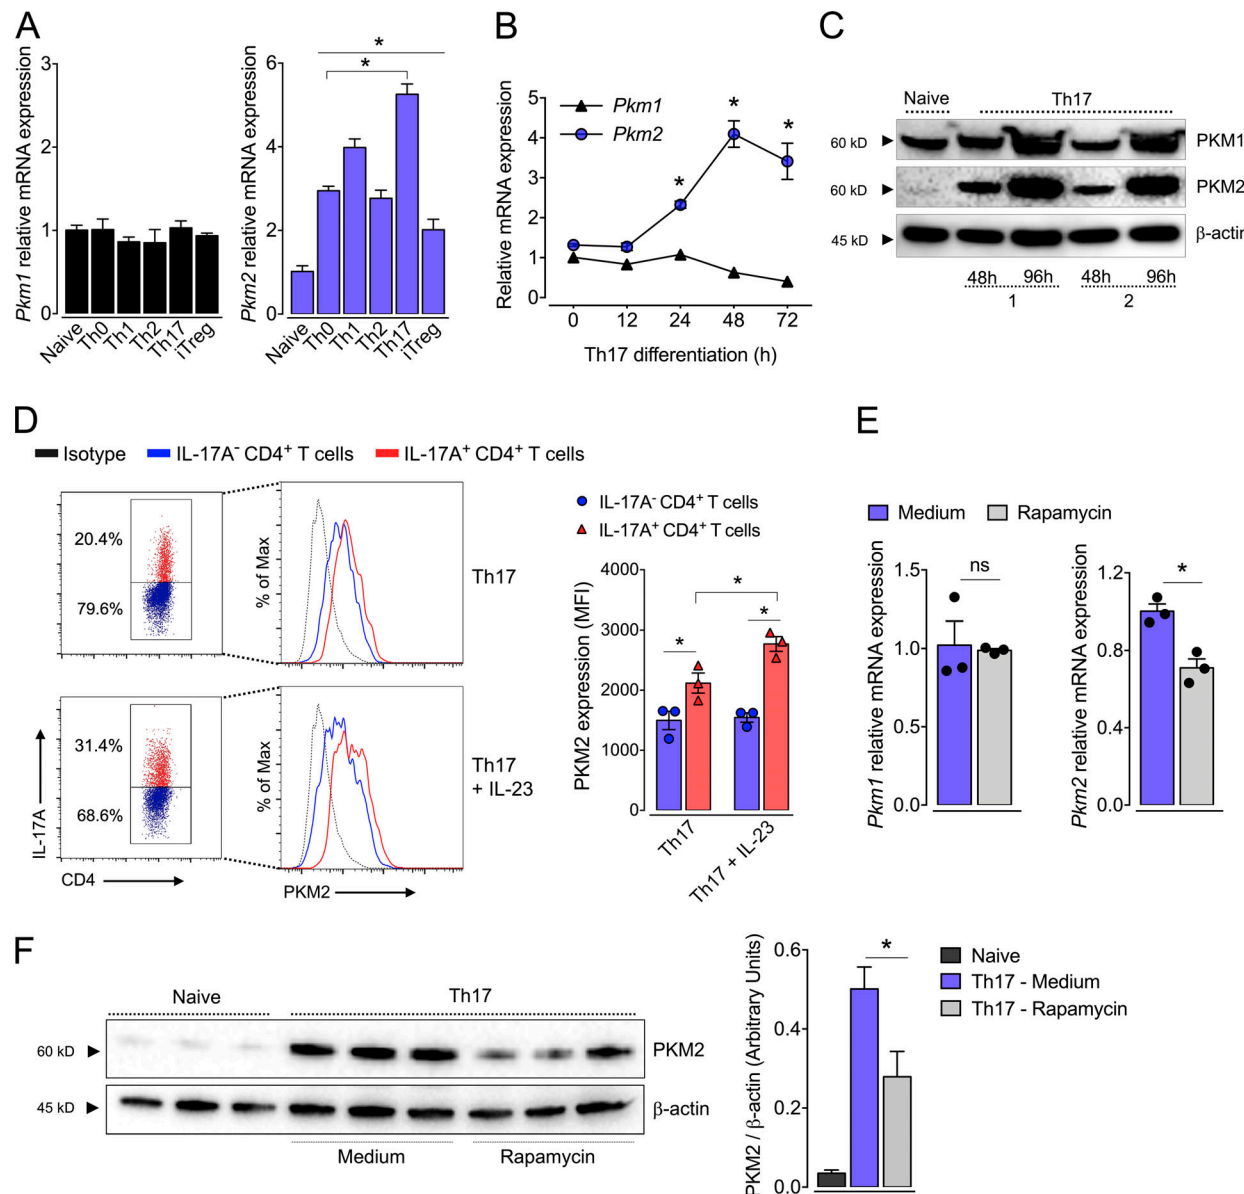 A
Pkm1 relative mRNA expression
3
2
1
0
Naive
Th0
Th1
Th2
Th17
iTreg
Pkm2 relative mRNA expression
6
4
2
0
*
*
Naive
Th0
Th1
Th2
Th17
iTreg
B
Relative mRNA expression
5
4
3
2
1
0
Pkm1
Pkm2
*
*
*
0 12 24 48 72
Th17 differentiation (h)
C
Naive Th17
60 kD PKM1
60 kD PKM2
45 kD β-actin
48h 96h 48h 96h
1 2
D
Isotype IL-17A- CD4+ T cells IL-17A+ CD4+ T cells
20.4%
79.6%
% of Max
Th17
31.4%
68.6%
% of Max
Th17
+ IL-23
IL-17A
CD4
PKM2
IL-17A- CD4+ T cells
IL-17A+ CD4+ T cells
PKM2 expression (MFI)
4000
3000
2000
1000
0
*
*
*
Th17
Th17 + IL-23
E
Medium Rapamycin
Pkm1 relative mRNA expression
1.5
1.0
0.5
0.0
ns
Pkm2 relative mRNA expression
1.2
0.8
0.4
0.0
*
F
Naive Th17
60 kD PKM2
45 kD β-actin
Medium Rapamycin
PKM2 / β-actin (Arbitrary Units)
0.6
0.4
0.2
0.0
*
Naive
Th17 - Medium
Th17 - Rapamycin